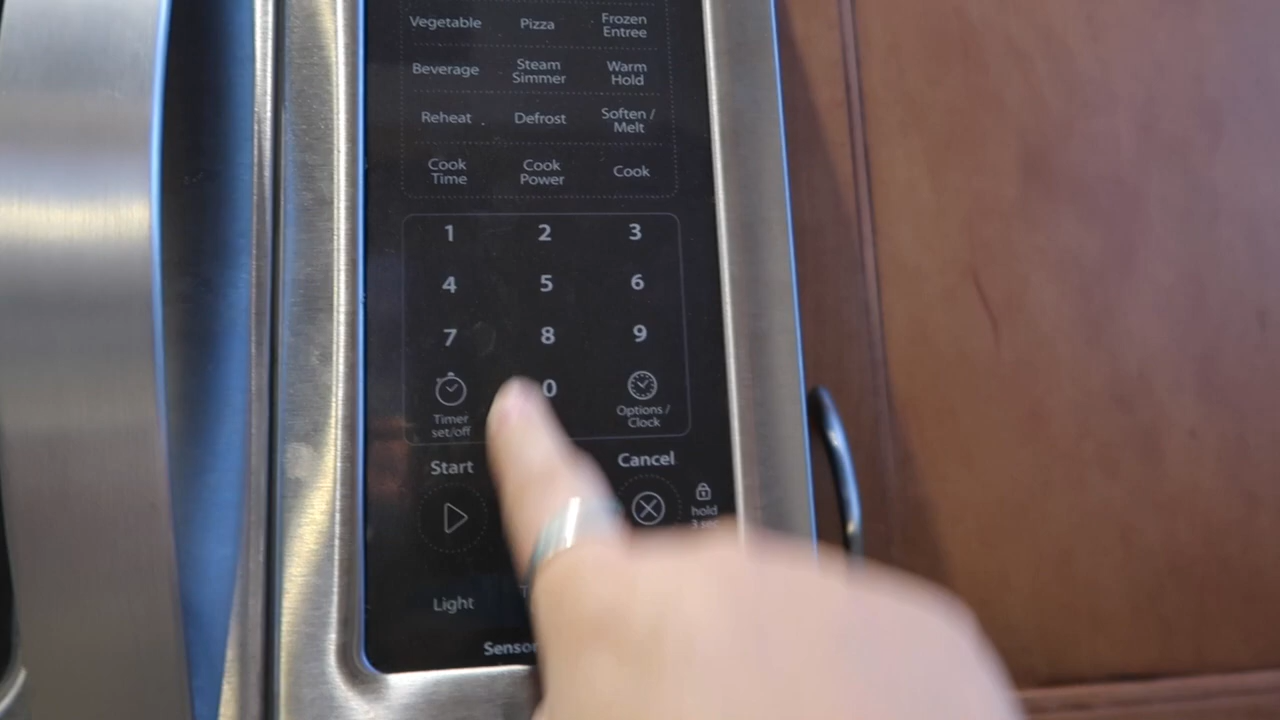 Vegetable Pizza Frozen Entree
Beverage Steam Simmer Warm Hold
Reheat Defrost Soften / Melt
Cook Time Cook Power Cook
1 2 3
4 5 6
7 8 9
0
Timer set/off Options / Clock
Start Cancel
hold
3 sec
Light
Sensor